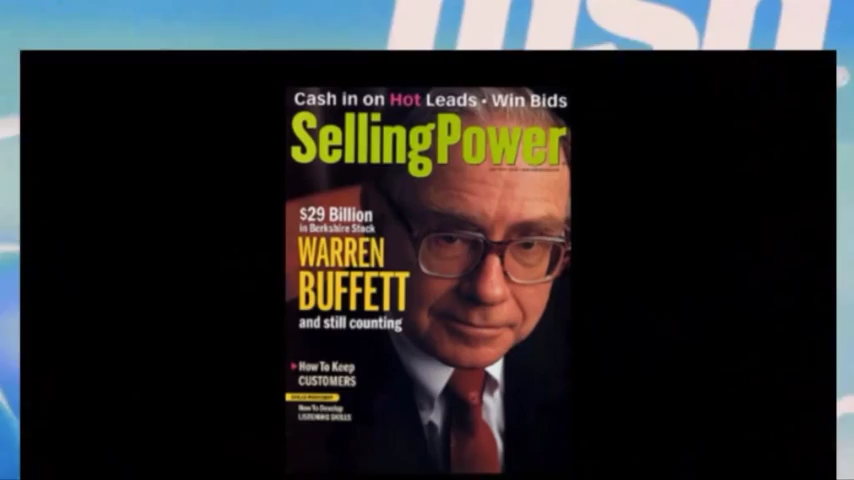 msn
Cash in on Hot Leads • Win Bids
SellingPower
$29 Billion
in Berkshire Stock
WARREN
BUFFETT
and still counting
How To Keep
CUSTOMERS
How To Develop
LISTENING SKILLS